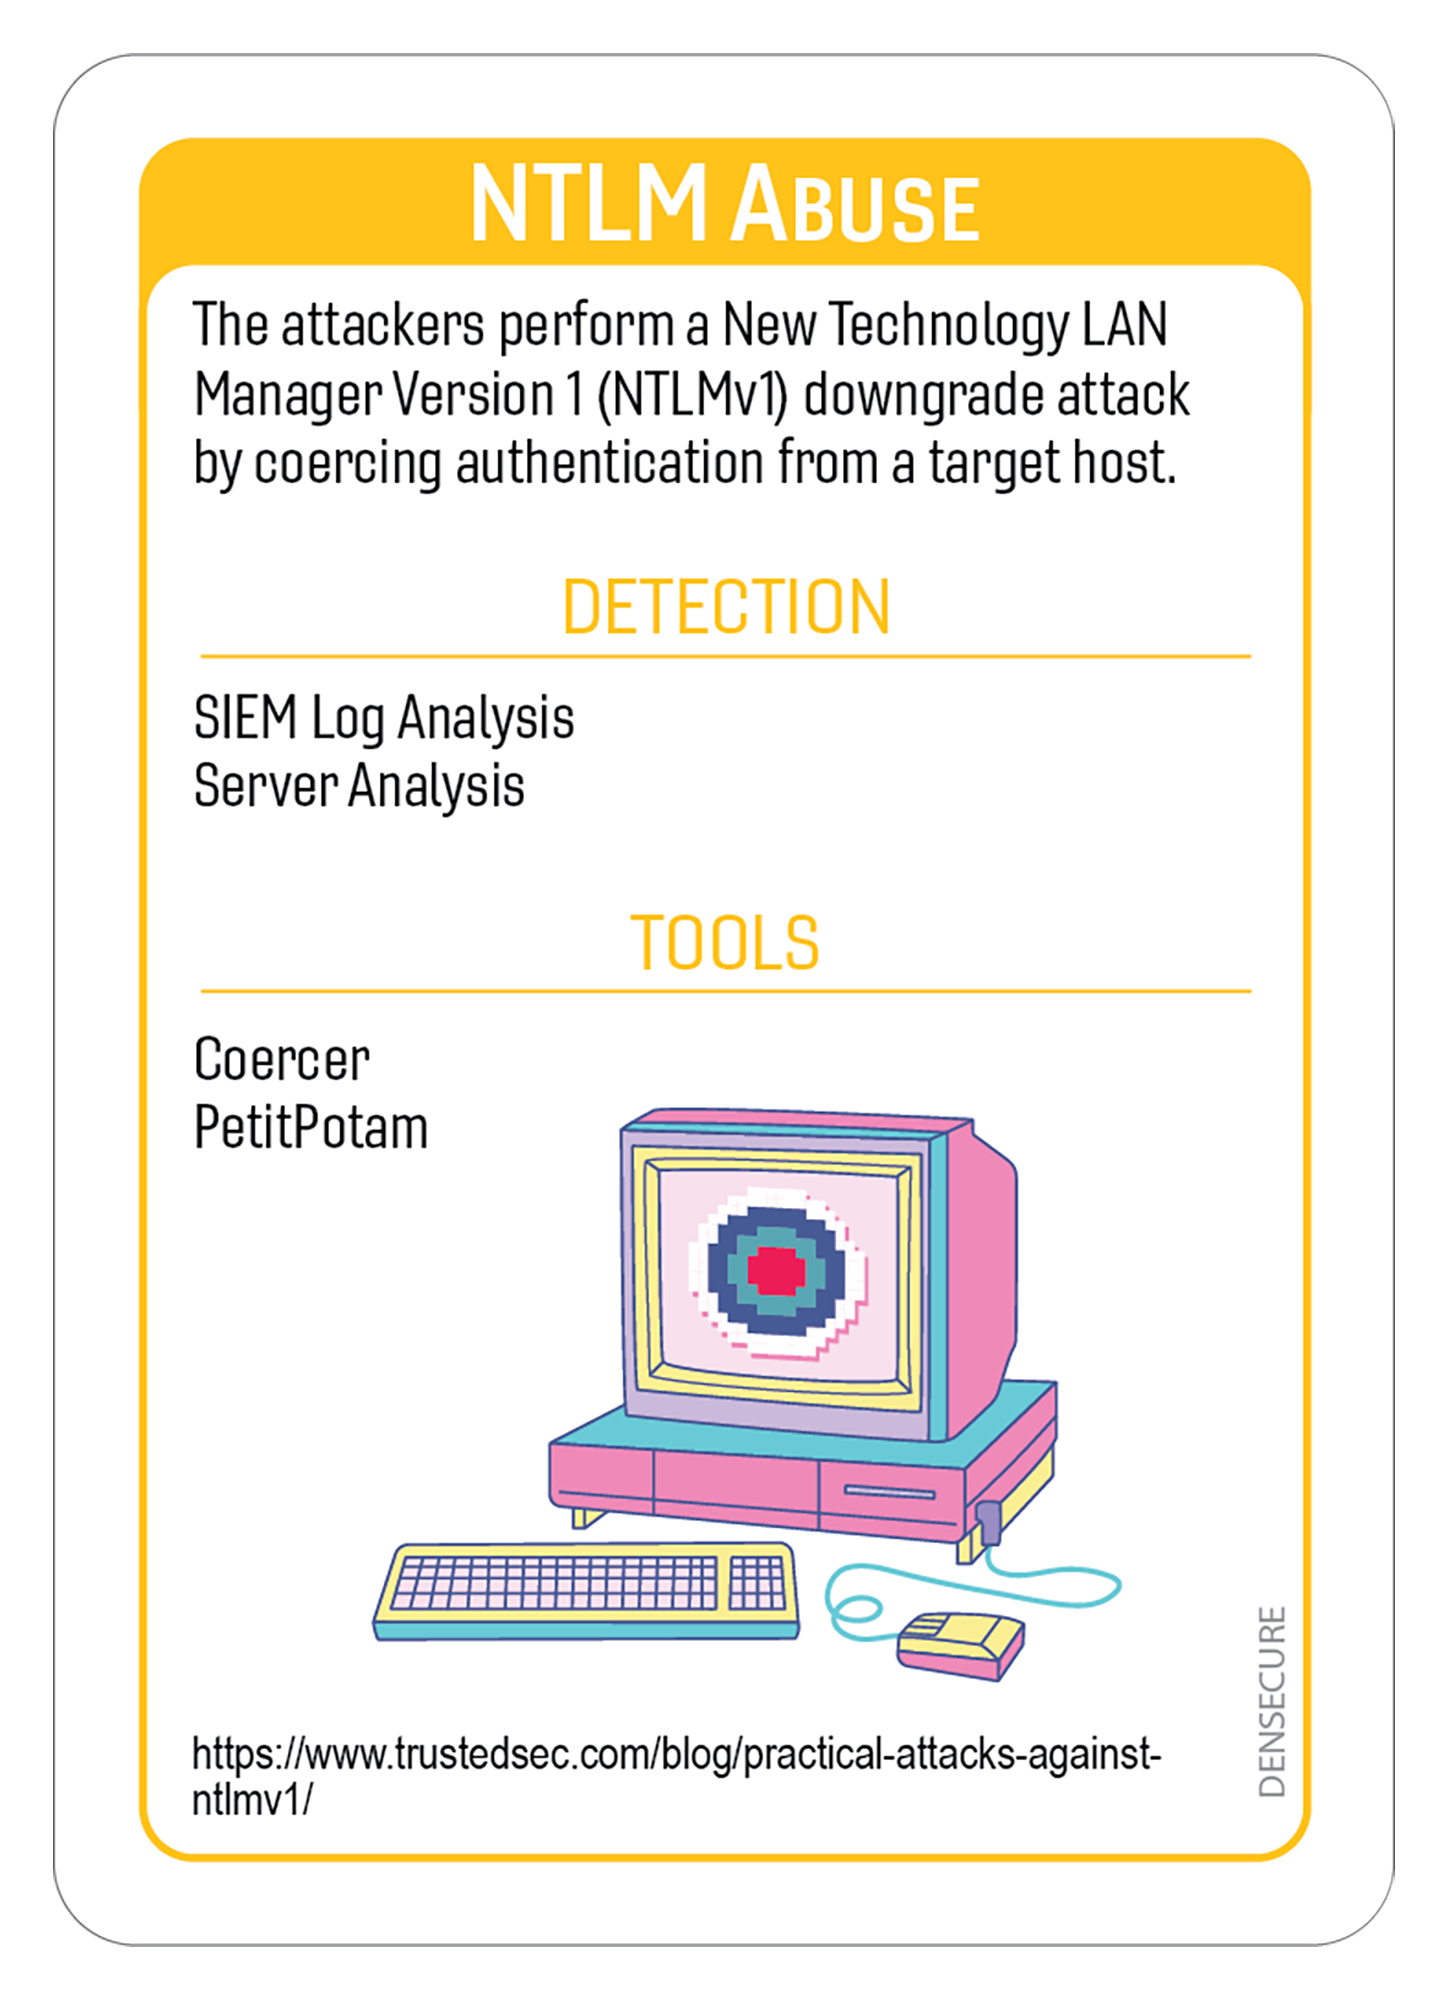 NTLM ABUSE
The attackers perform a New Technology LAN
Manager Version 1 (NTLMv1) downgrade attack
by coercing authentication from a target host.
DETECTION
SIEM Log Analysis
Server Analysis
TOOLS
Coercer
PetitPotam
DENSECURE
https://www.trustedsec.com/blog/practical-attacks-against-
ntlmv1/